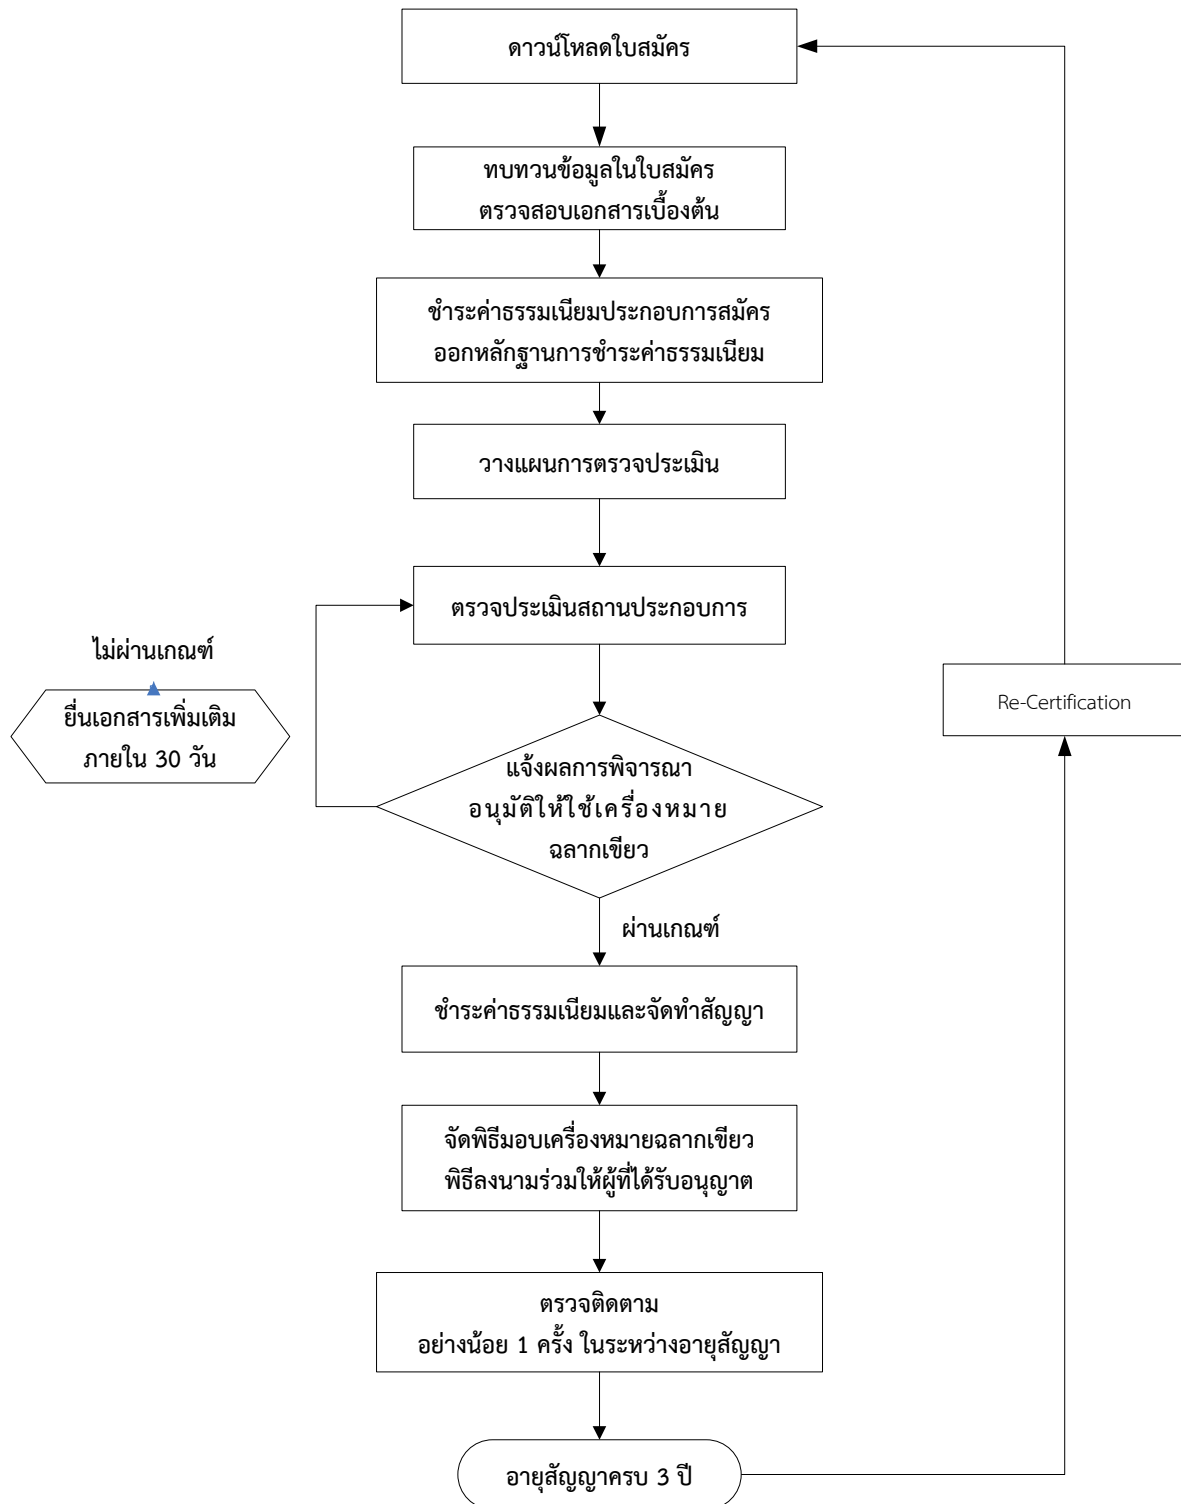 ดาวน์โหลดใบสมัคร
ทบทวนข้อมูลในใบสมัคร
ตรวจสอบเอกสารเบื้องต้น
ชำระค่าธรรมเนียมประกอบการสมัคร
ออกหลักฐานการชำระค่าธรรมเนียม
วางแผนการตรวจประเมิน
ตรวจประเมินสถานประกอบการ
ไม่ผ่านเกณฑ์
ยื่นเอกสารเพิ่มเติม
ภายใน 30 วัน
Re-Certification
แจ้งผลการพิจารณา
อนุมัติให้ใช้เครื่องหมาย
ฉลากเขียว
ผ่านเกณฑ์
ชำระค่าธรรมเนียมและจัดทำสัญญา
จัดพิธีมอบเครื่องหมายฉลากเขียว
พิธีลงนามร่วมให้ผู้ที่ได้รับอนุญาต
ตรวจติดตาม
อย่างน้อย 1 ครั้ง ในระหว่างอายุสัญญา
อายุสัญญาครบ 3 ปี